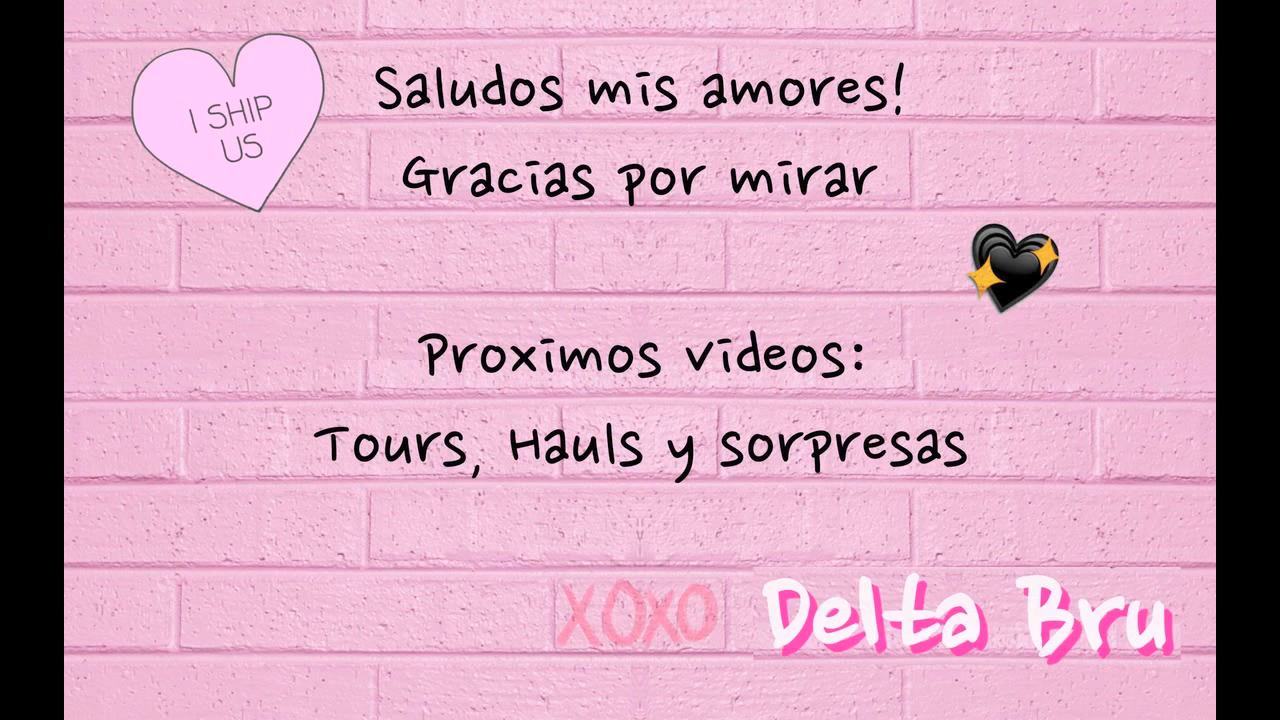 I SHIP
US
Saludos mis amores!
Gracias por mirar
Proximos videos:
Tours, Hauls y sorpresas
XOXO Delta Bru